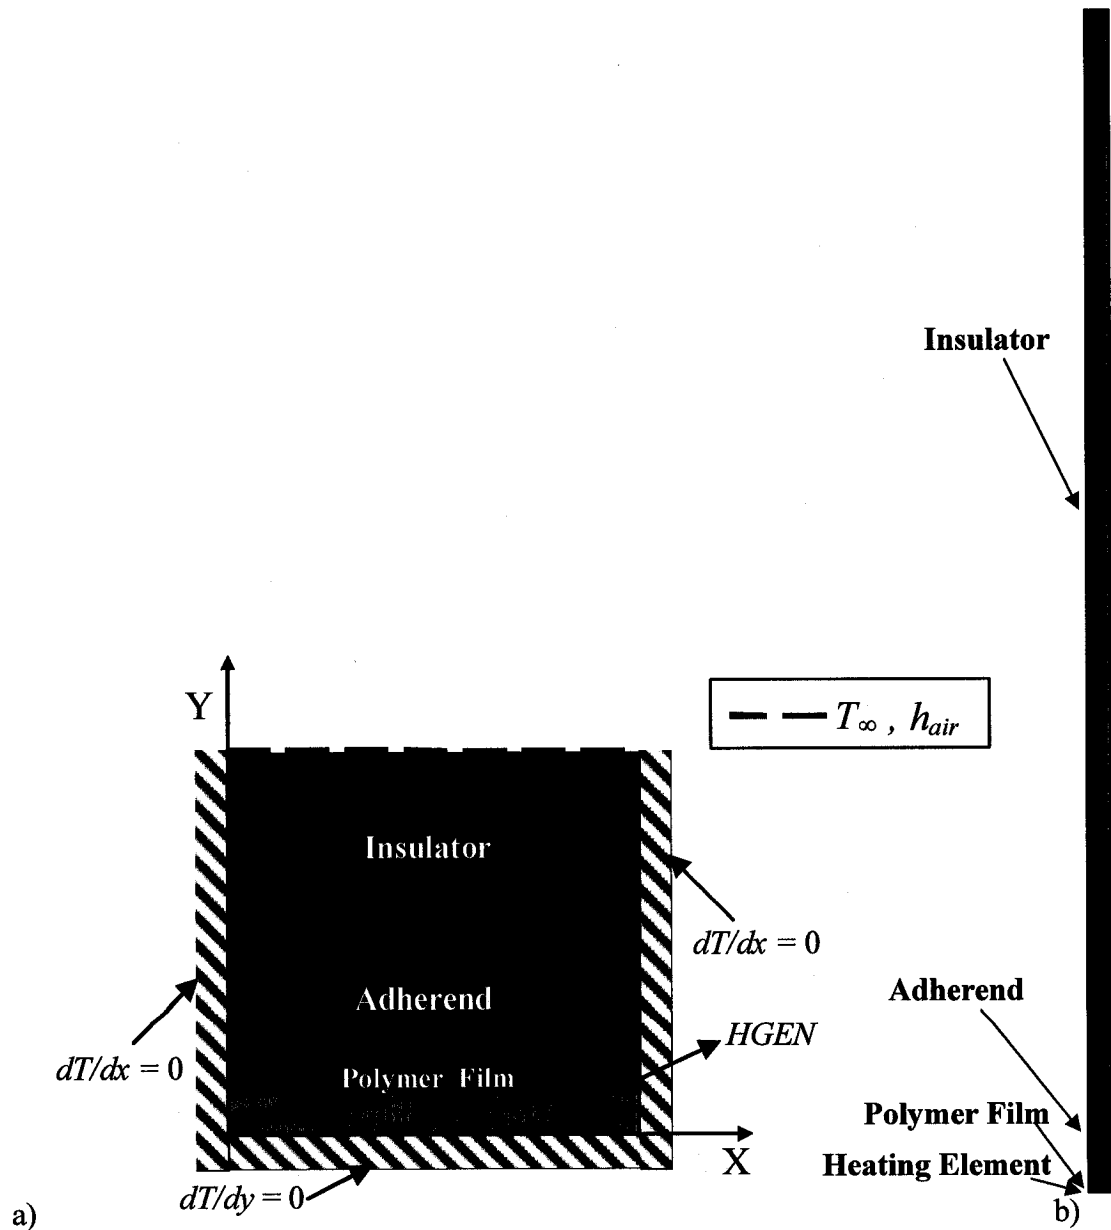 Insulator
Y
T∞ , hair
Insulator
dT/dx = 0
Adherend
Adherend
HGEN
dT/dx = 0
Polymer Film
Polymer Film
X
Heating Element
dT/dy = 0
a)
b)